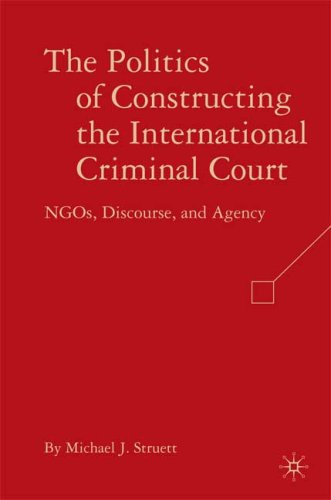 The Politics
of Constructing
the International
Criminal Court
NGOs, Discourse, and Agency
By Michael J. Struett